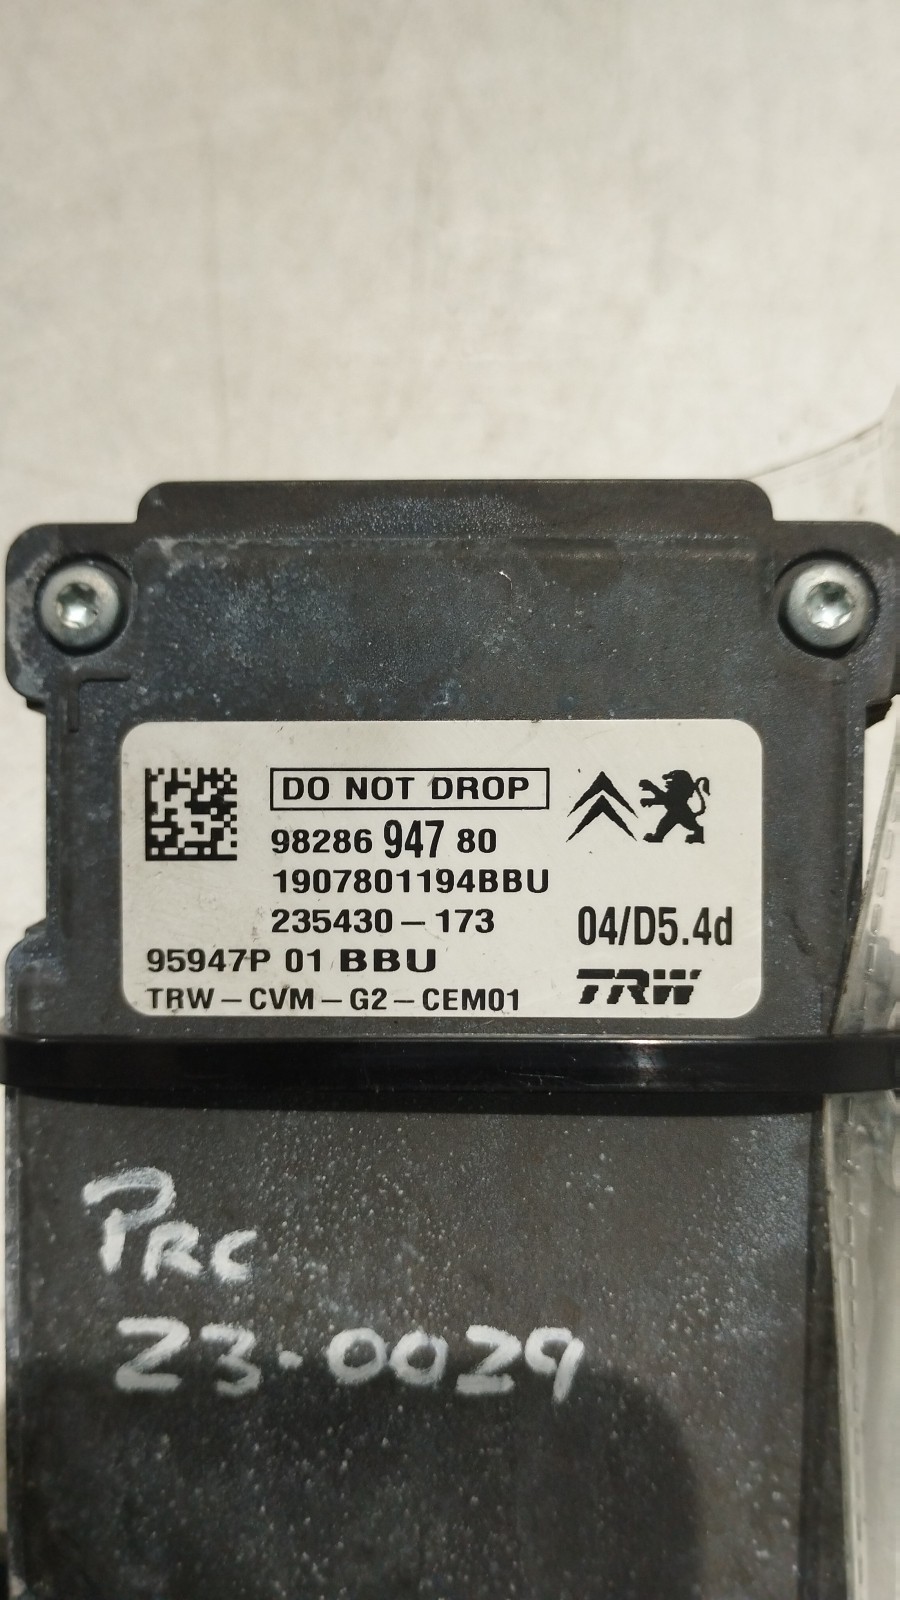 DO NOT DROP
98286 947 80
1907801194BBU
235430-173
04/D5.4d
95947P 01 BBU
TRW-CVM-G2-CEM01
TRW
PRC
23-0029